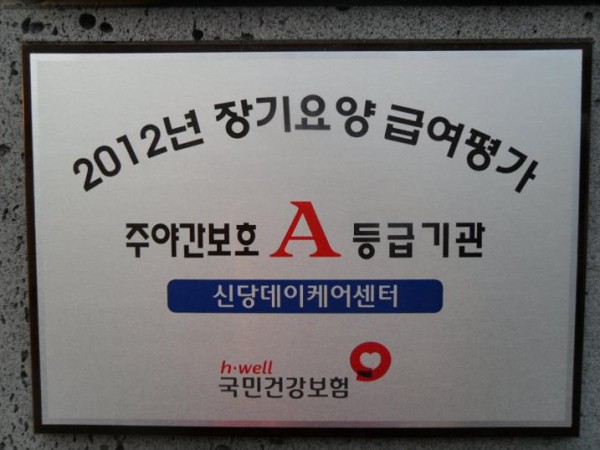 2012년 장기요양 급여평가
주야간보호 A 등급기관
신당데이케어센터
h·well
국민건강보험